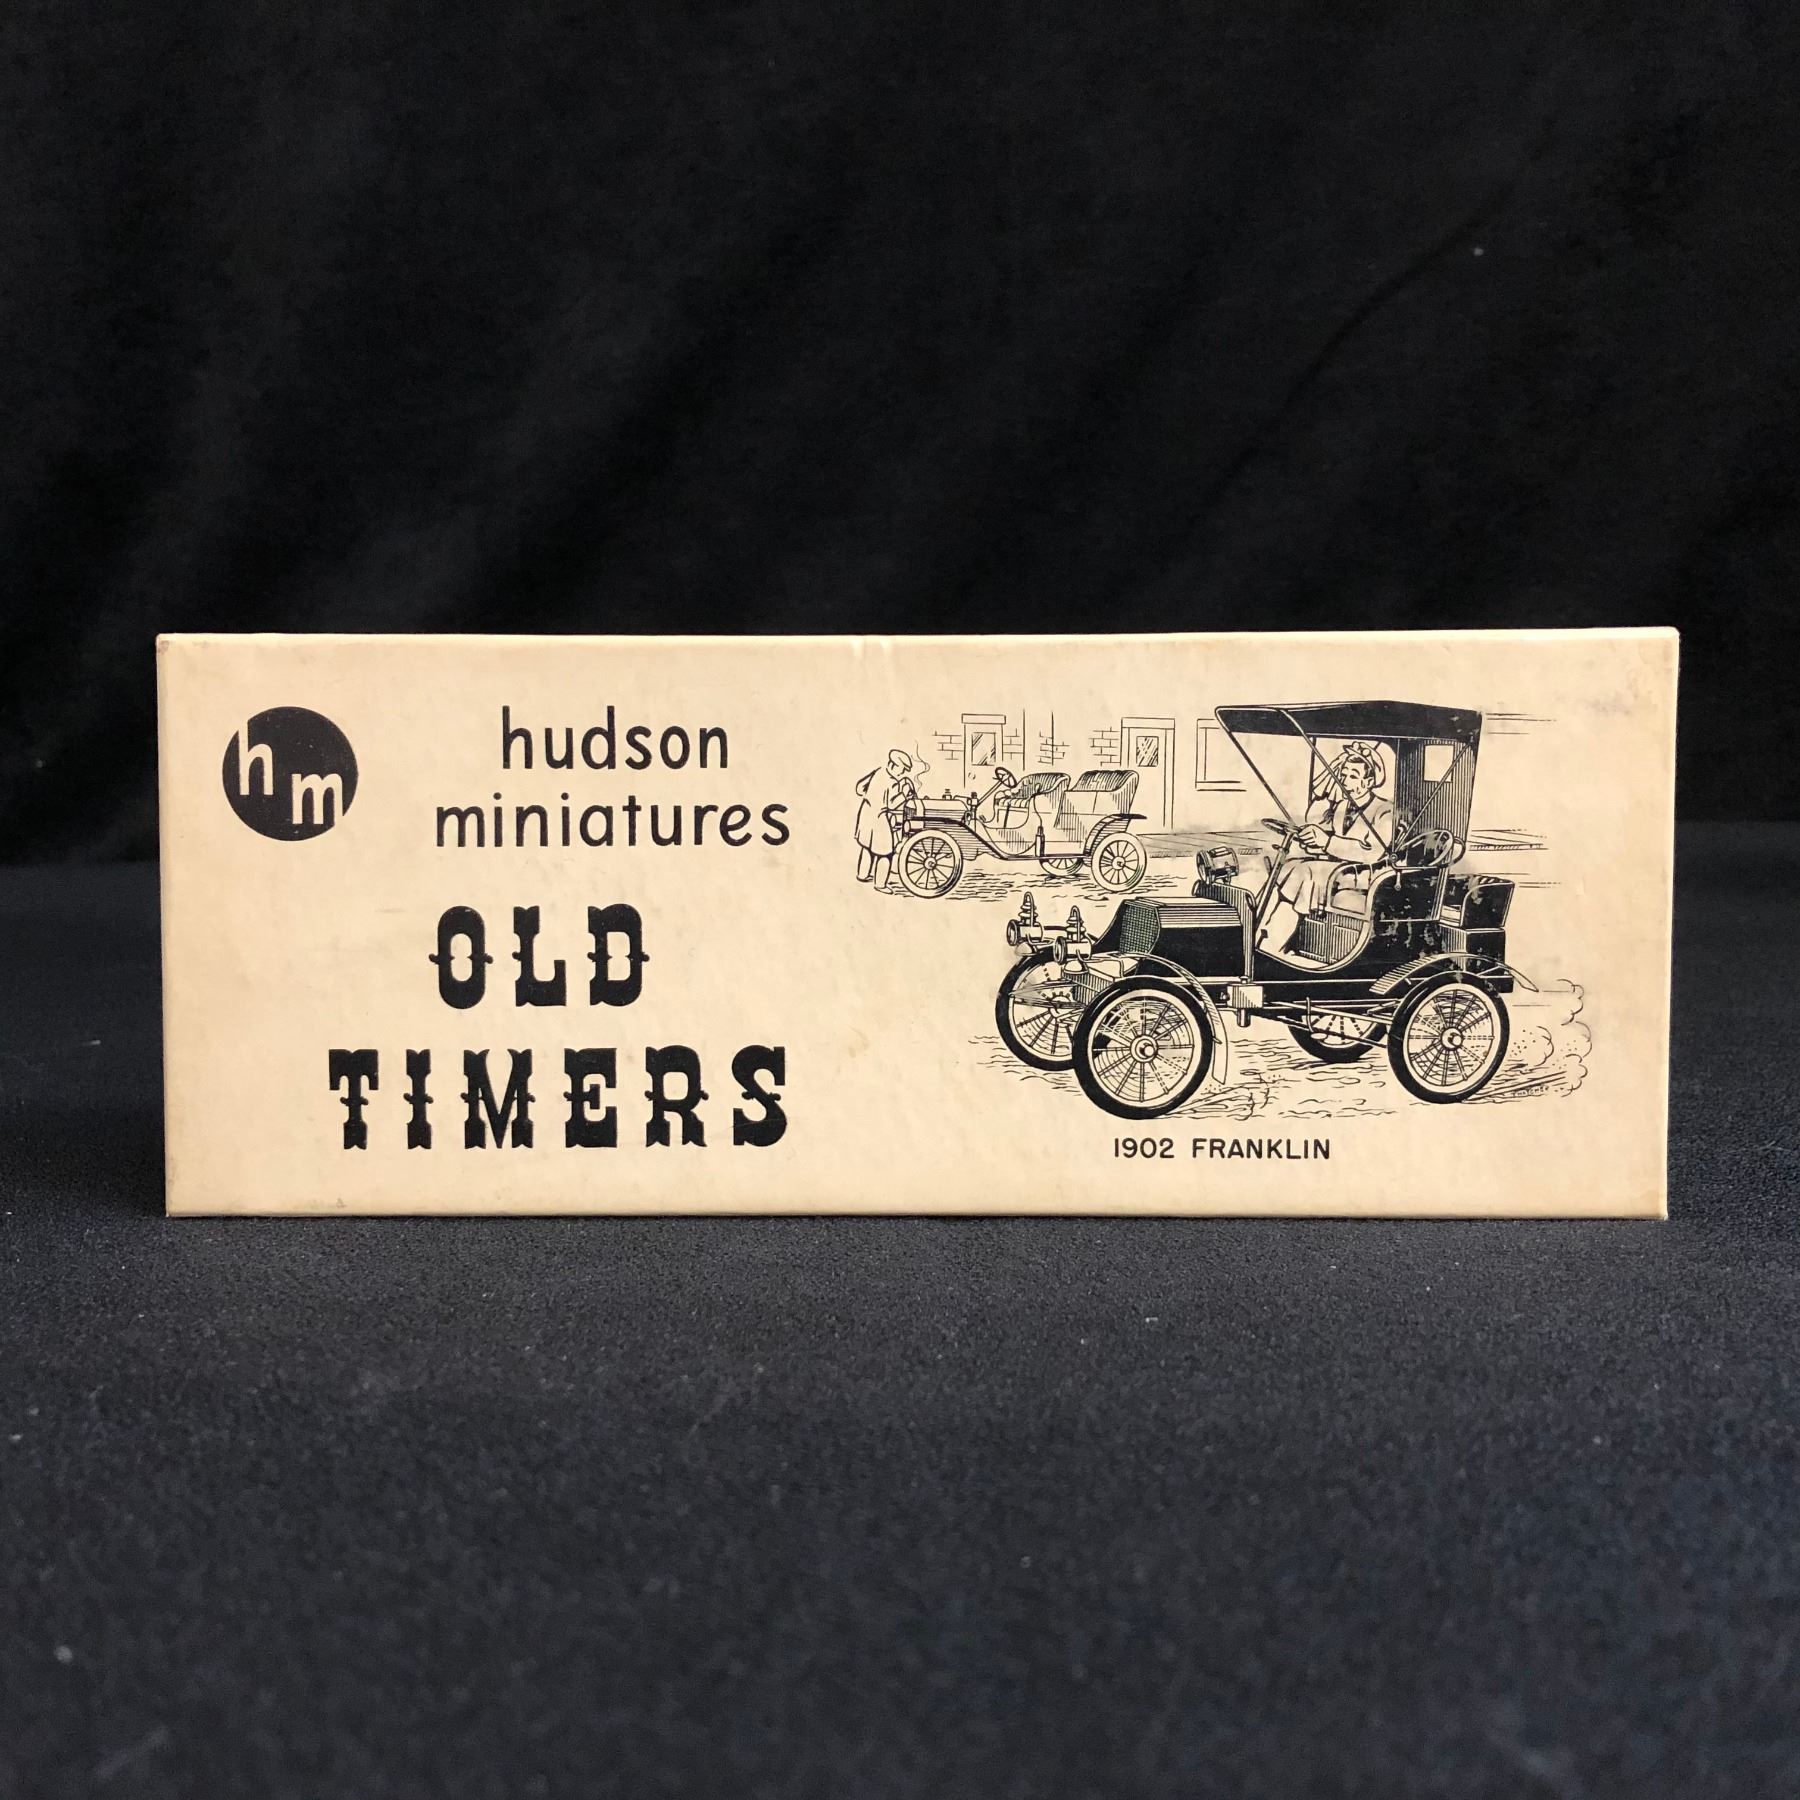 hm
hudson
miniatures
OLD
TIMERS
1902 FRANKLIN